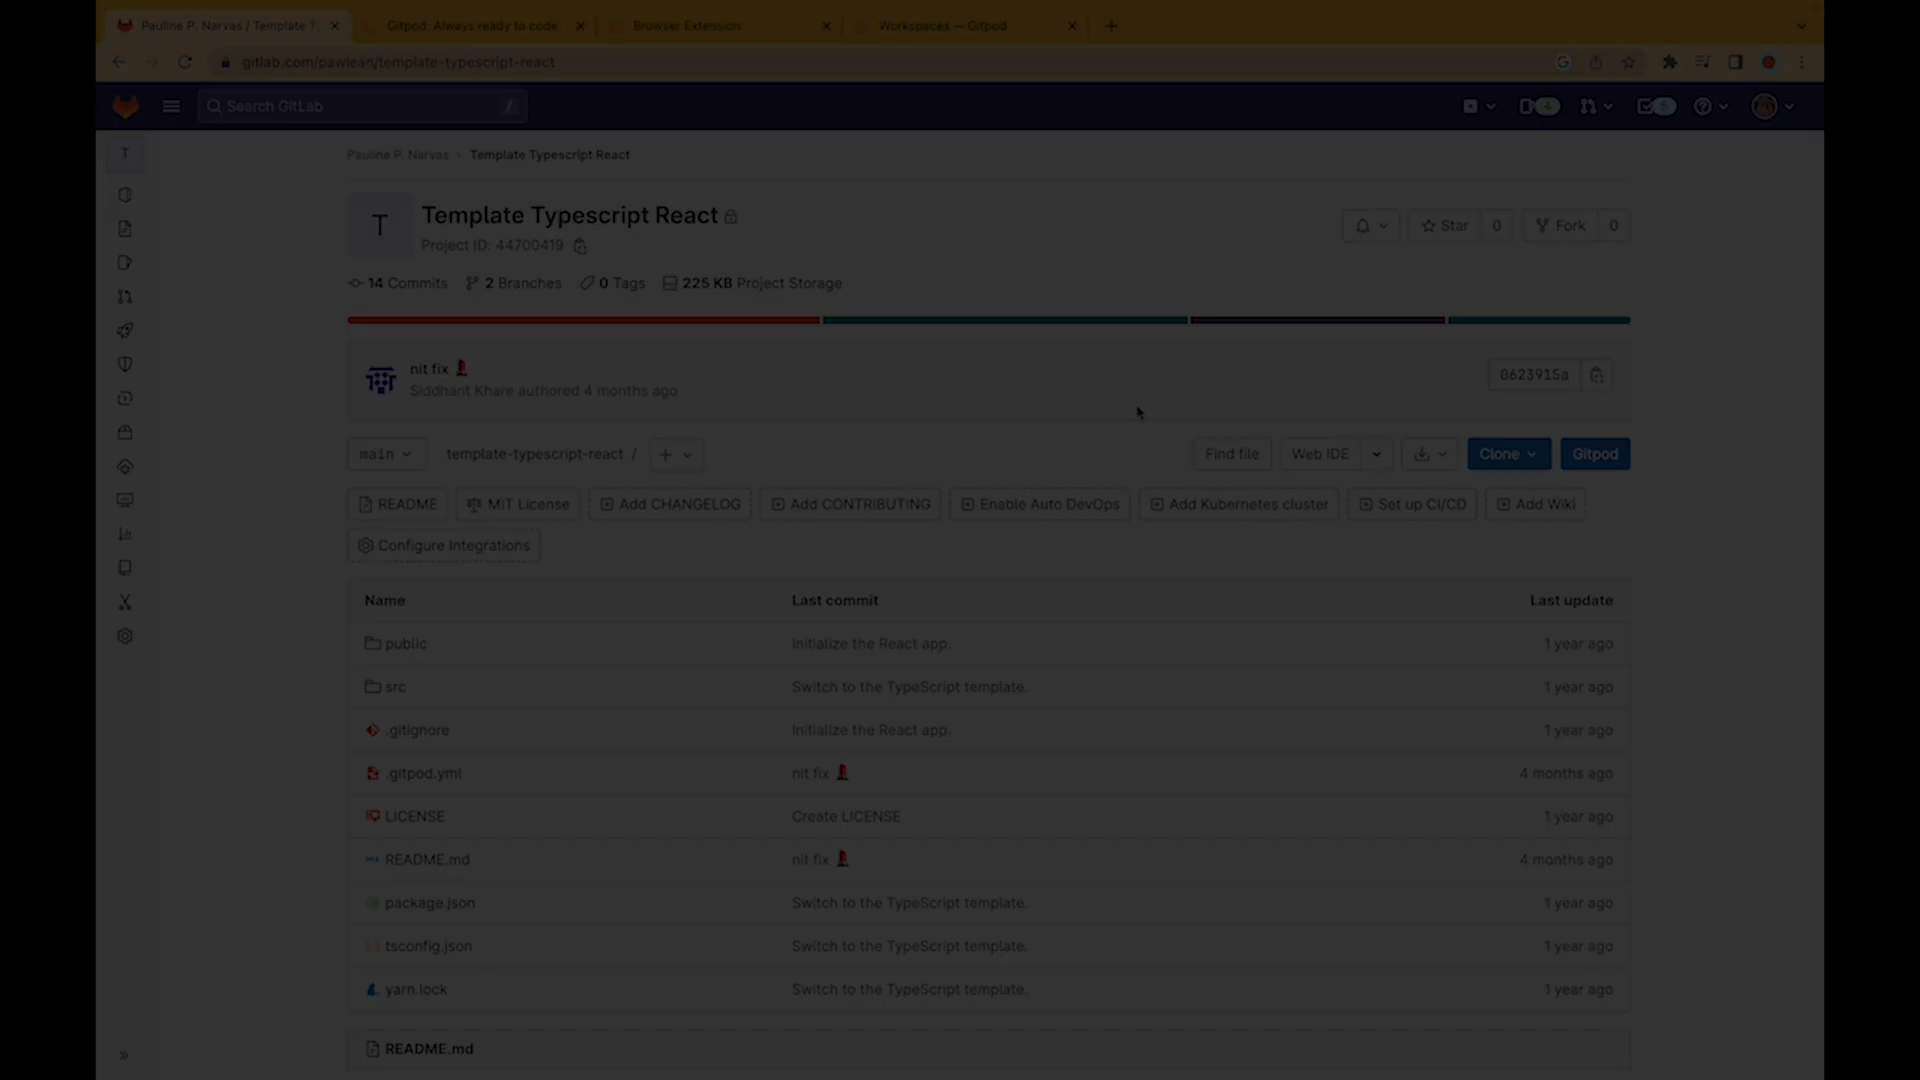 Pauline P. Narvas / Template T
Gitpod: Always ready to code
Browser Extension
Workspaces — Gitpod
gitlab.com/pawlean/template-typescript-react
Search GitLab /
4
5
T
Pauline P. Narvas › Template Typescript React
T
Template Typescript React
Star 0
Fork 0
Project ID: 44700419
14 Commits 2 Branches 0 Tags 225 KB Project Storage
nit fix
Siddhant Khare authored 4 months ago
0623915a
main
template-typescript-react / +
Find file
Web IDE
Clone
Gitpod
README
MIT License
Add CHANGELOG
Add CONTRIBUTING
Enable Auto DevOps
Add Kubernetes cluster
Set up CI/CD
Add Wiki
Configure Integrations
Name Last commit Last update
public Initialize the React app. 1 year ago
src Switch to the TypeScript template. 1 year ago
.gitignore Initialize the React app. 1 year ago
.gitpod.yml nit fix 4 months ago
LICENSE Create LICENSE 1 year ago
README.md nit fix 4 months ago
package.json Switch to the TypeScript template. 1 year ago
tsconfig.json Switch to the TypeScript template. 1 year ago
yarn.lock Switch to the TypeScript template. 1 year ago
README.md